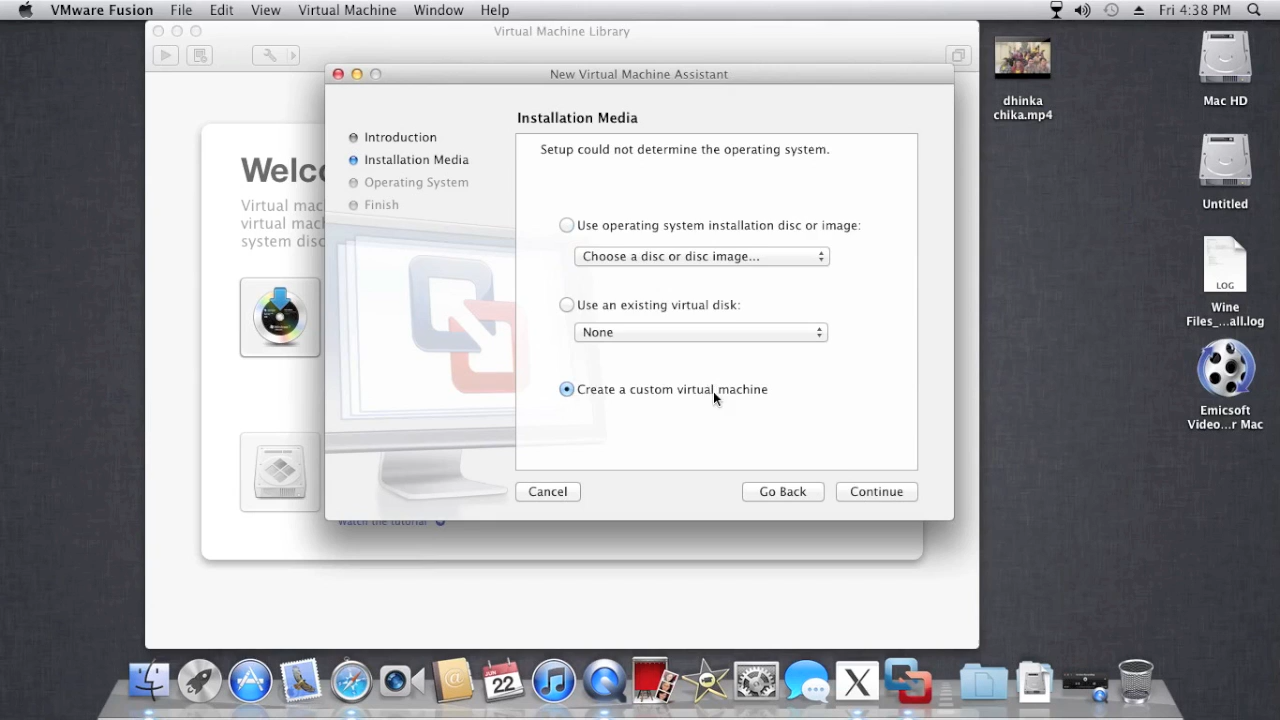 VMware Fusion File Edit View Virtual Machine Window Help Fri 4:38 PM
Virtual Machine Library
New Virtual Machine Assistant
Introduction
Installation Media
Operating System
Finish
Installation Media
Setup could not determine the operating system.
Use operating system installation disc or image:
Choose a disc or disc image...
Use an existing virtual disk:
None
Create a custom virtual machine
Cancel
Go Back
Continue
Welc
Virtual mac
virtual mach
system disc
Watch the tutorial
dhinka
chika.mp4
Mac HD
Untitled
LOG
Wine
Files_...all.log
Emicsoft
Video...r Mac
JUN
22